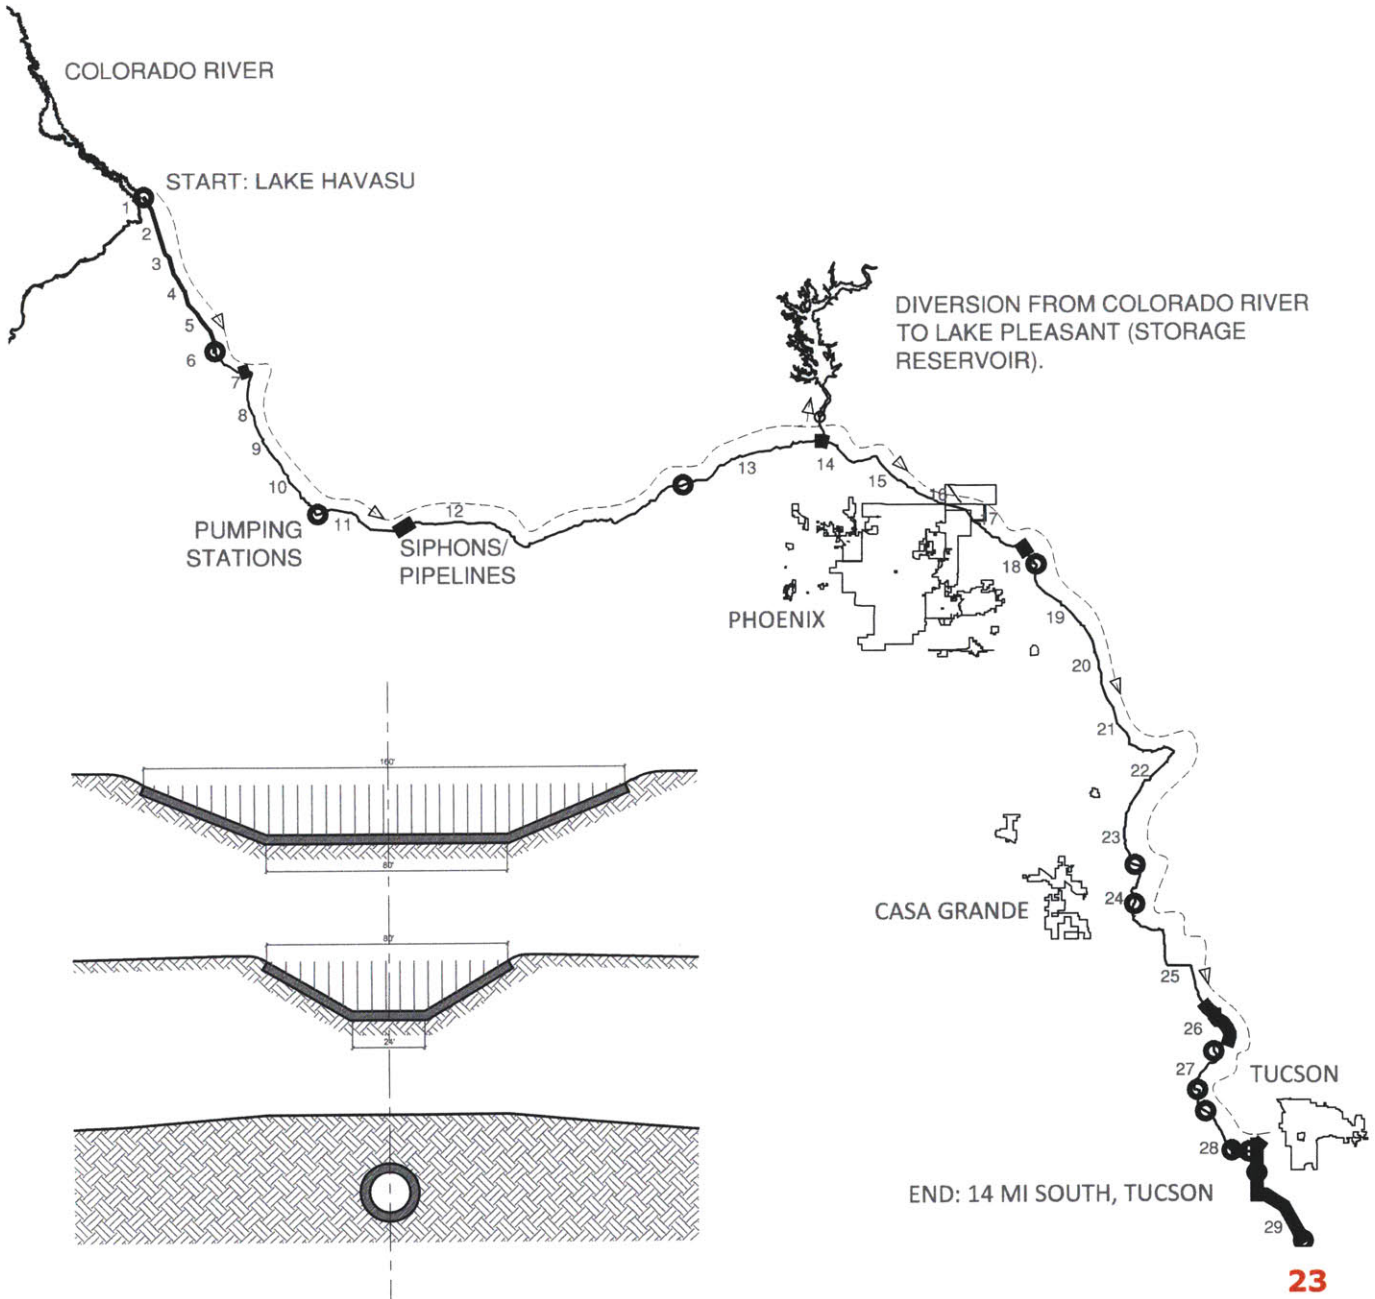 COLORADO RIVER
START: LAKE HAVASU
1
2
3
4
5
6
7
8
9
10
11
12
PUMPING
STATIONS
SIPHONS/
PIPELINES
13
14
15
16
17
18
DIVERSION FROM COLORADO RIVER
TO LAKE PLEASANT (STORAGE
RESERVOIR).
PHOENIX
19
20
21
22
23
24
CASA GRANDE
25
26
27
TUCSON
28
END: 14 MI SOUTH, TUCSON
29
160'
80'
80'
24'
23